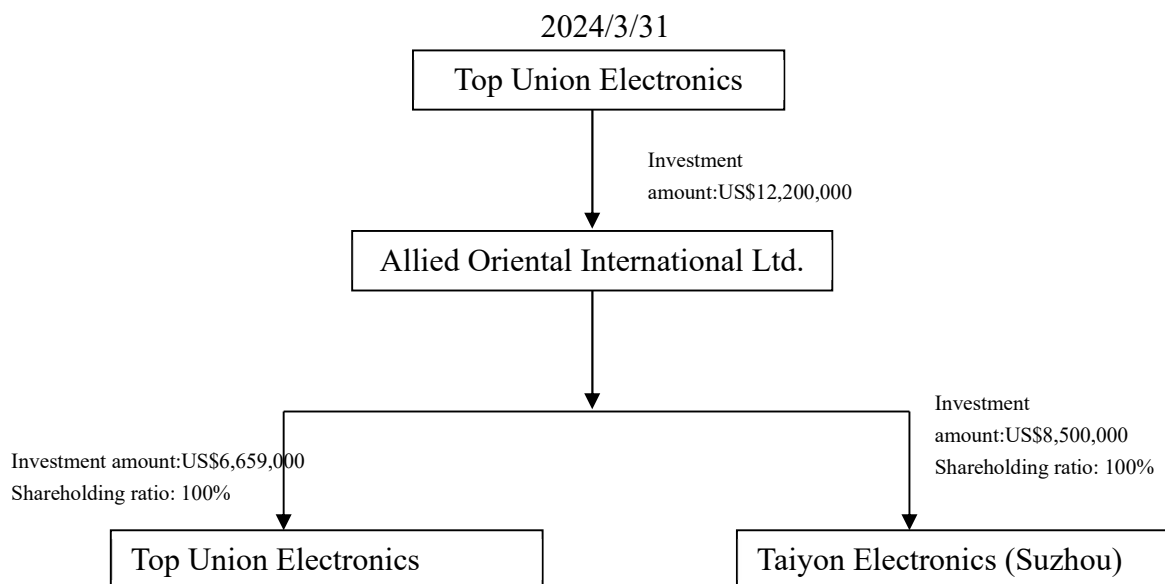 2024/3/31
Top Union Electronics
Investment
amount:US$12,200,000
Allied Oriental International Ltd.
Investment
amount:US$8,500,000
Shareholding ratio: 100%
Investment amount:US$6,659,000
Shareholding ratio: 100%
Top Union Electronics
Taiyon Electronics (Suzhou)